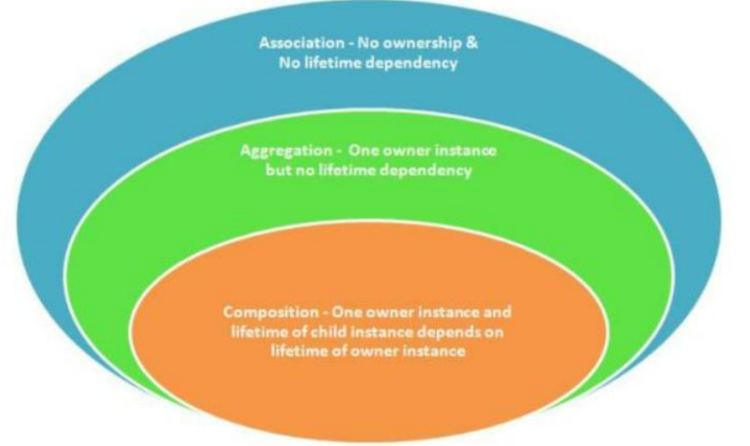 Association - No ownership &
No lifetime dependency
Aggregation - One owner instance
but no lifetime dependency
Composition - One owner instance and
lifetime of child instance depends on
lifetime of owner instance